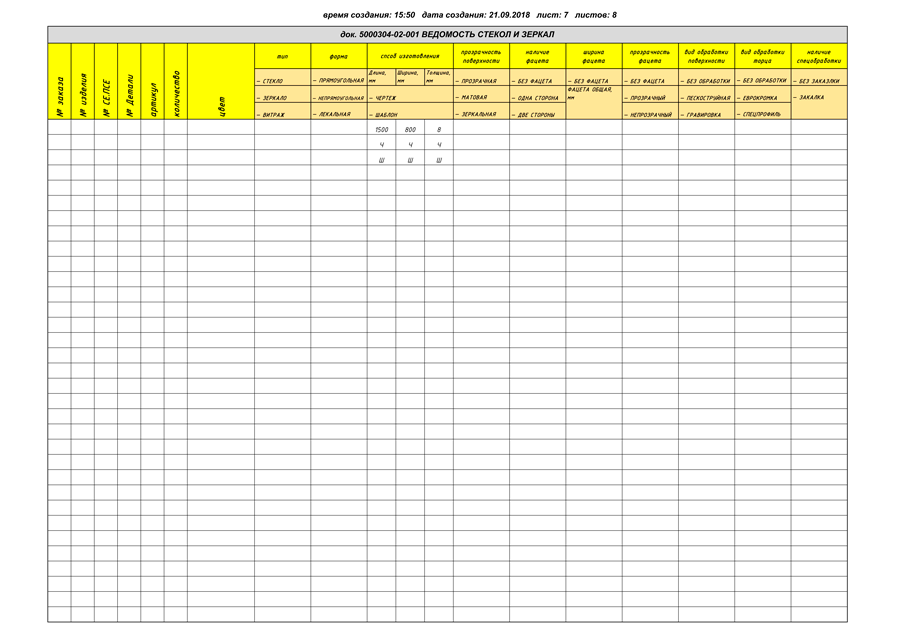 время создания: 15:50 дата создания: 21.09.2018 лист: 7 листов: 8
док. 5000304-02-001 ВЕДОМОСТЬ СТЕКОЛ И ЗЕРКАЛ
№ заказа
№ изделия
№ СЕ.ПСЕ
№ Детали
артикул
количество
цвет
тип
– СТЕКЛО
– ЗЕРКАЛО
– ВИТРАЖ
форма
– ПРЯМОУГОЛЬНАЯ
– НЕПРЯМОУГОЛЬНАЯ
– ЛЕКАЛЬНАЯ
спсоб изготовления
Длина, мм
Ширина, мм
Толщина, мм
– ЧЕРТЕЖ
– ШАБЛОН
прозрачность
поверхности
– ПРОЗРАЧНАЯ
– МАТОВАЯ
– ЗЕРКАЛЬНАЯ
наличие
фацета
– БЕЗ ФАЦЕТА
– ОДНА СТОРОНА
– ДВЕ СТОРОНЫ
ширина
фацета
– БЕЗ ФАЦЕТА
ФАЦЕТА ОБЩАЯ,
мм
прозрачность
фацета
– БЕЗ ФАЦЕТА
– ПРОЗРАЧНЫЙ
– НЕПРОЗРАЧНЫЙ
вид обработки
поверхности
– БЕЗ ОБРАБОТКИ
– ПЕСКОСТРУЙНАЯ
– ГРАВИРОВКА
вид обработки
торца
– БЕЗ ОБРАБОТКИ
– ЕВРОКРОМКА
– СПЕЦПРОФИЛЬ
наличие
спецобработки
– БЕЗ ЗАКАЛКИ
– ЗАКАЛКА
1500 800 8
Ч Ч Ч
Ш Ш Ш